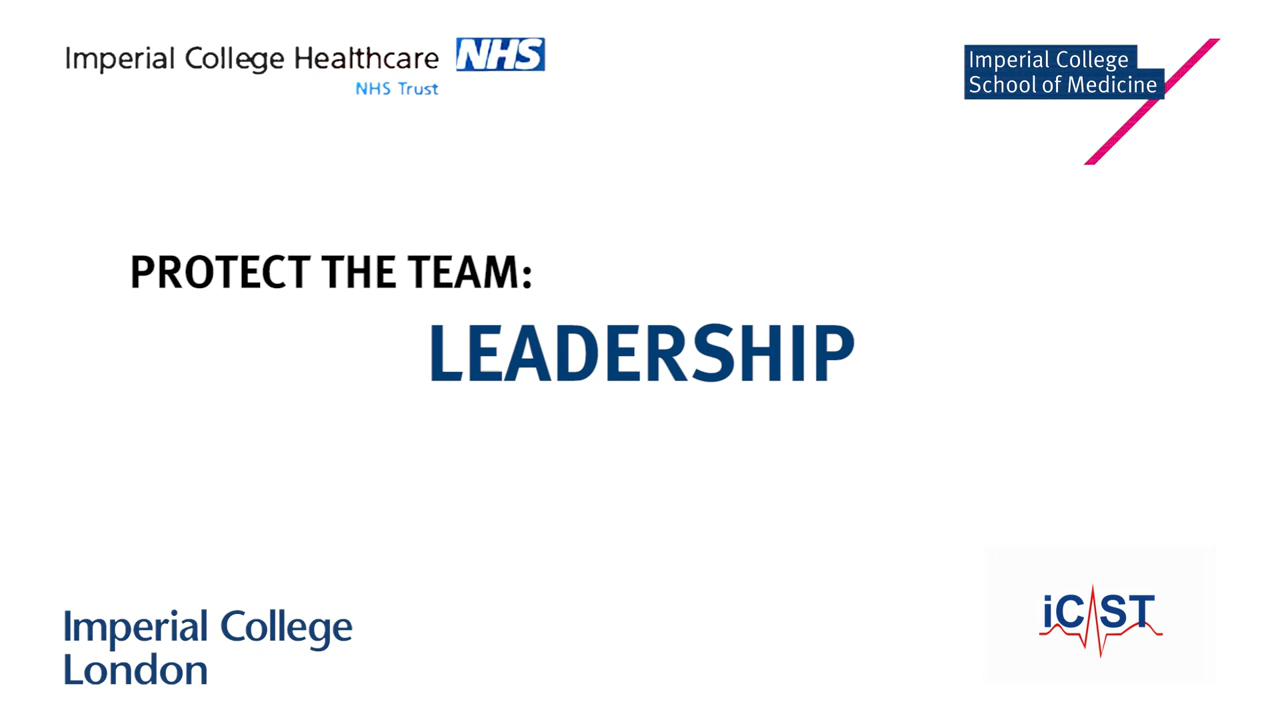 Imperial College Healthcare NHS
NHS Trust
Imperial College
School of Medicine
PROTECT THE TEAM:
LEADERSHIP
Imperial College
London
iCST